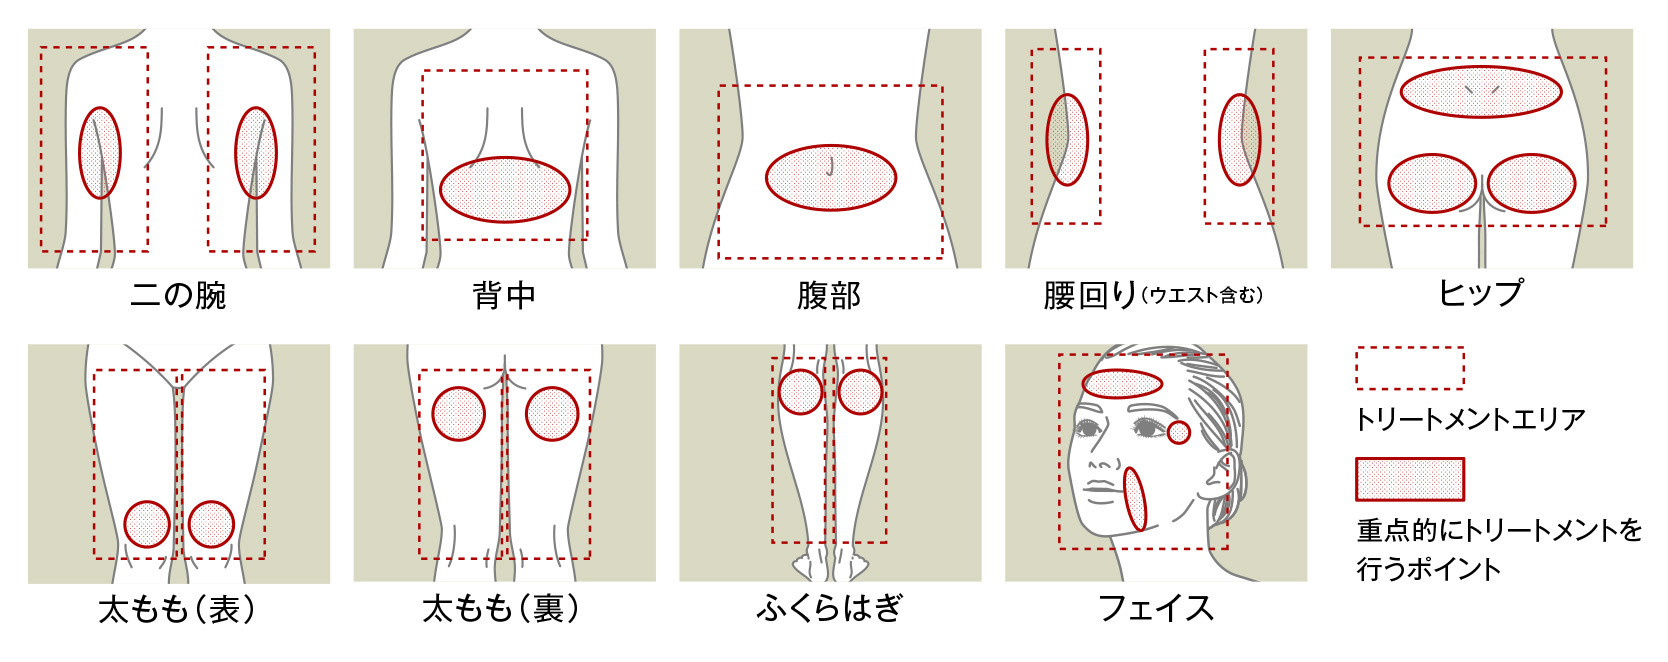 二の腕
背中
腹部
腰回り(ウエスト含む)
ヒップ
太もも(表)
太もも(裏)
ふくらはぎ
フェイス
トリートメントエリア
重点的にトリートメントを
行うポイント